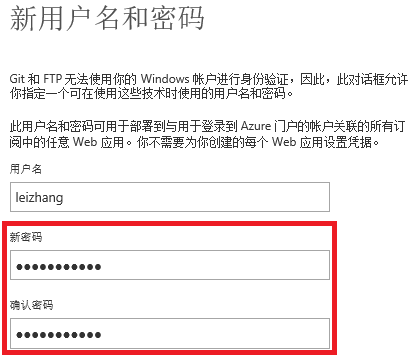 新用户名和密码
Git 和 FTP 无法使用你的 Windows 帐户进行身份验证，因此，此对话框允许
你指定一个可在使用这些技术时使用的用户名和密码。
此用户名和密码可用于部署到与用于登录到 Azure 门户的帐户关联的所有订
阅中的任意 Web 应用。你不需要为你创建的每个 Web 应用设置凭据。
用户名
leizhang
新密码
●●●●●●●●●●●
确认密码
●●●●●●●●●●●